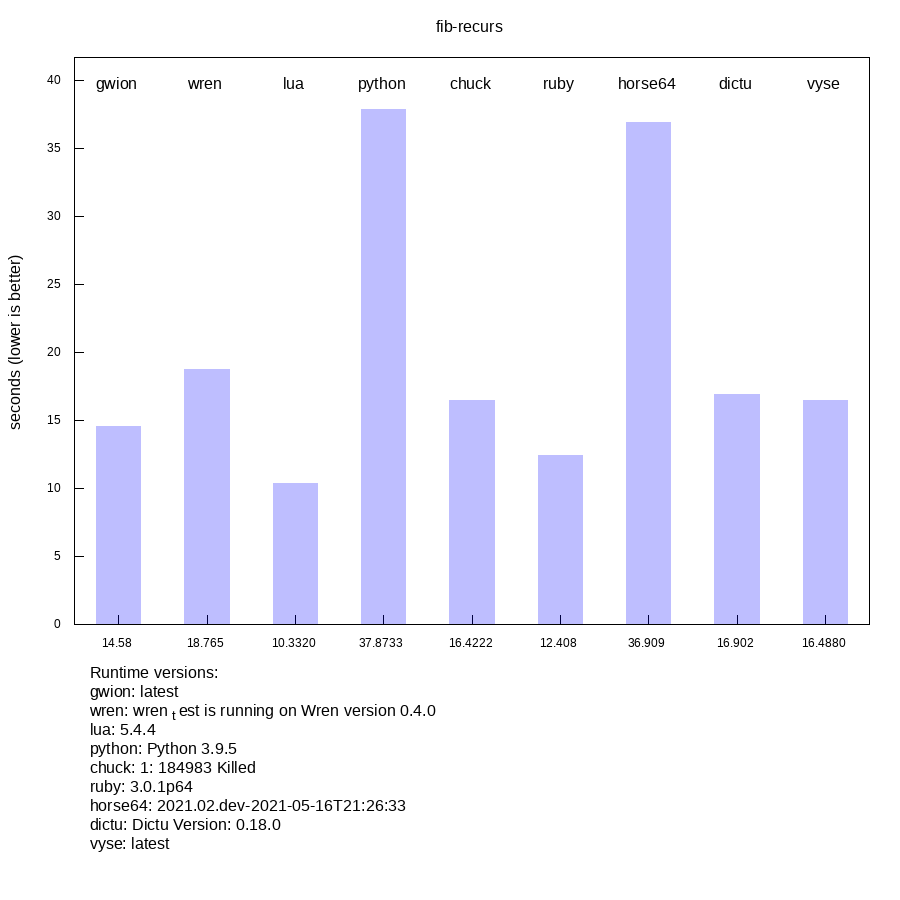 fib-recurs
40 gwion wren lua python chuck ruby horse64 dictu vyse
35
30
25
20
15
10
5
0
seconds (lower is better)
14.58 18.765 10.3320 37.8733 16.4222 12.408 36.909 16.902 16.4880
Runtime versions:
gwion: latest
wren: wren test is running on Wren version 0.4.0
lua: 5.4.4
python: Python 3.9.5
chuck: 1: 184983 Killed
ruby: 3.0.1p64
horse64: 2021.02.dev-2021-05-16T21:26:33
dictu: Dictu Version: 0.18.0
vyse: latest